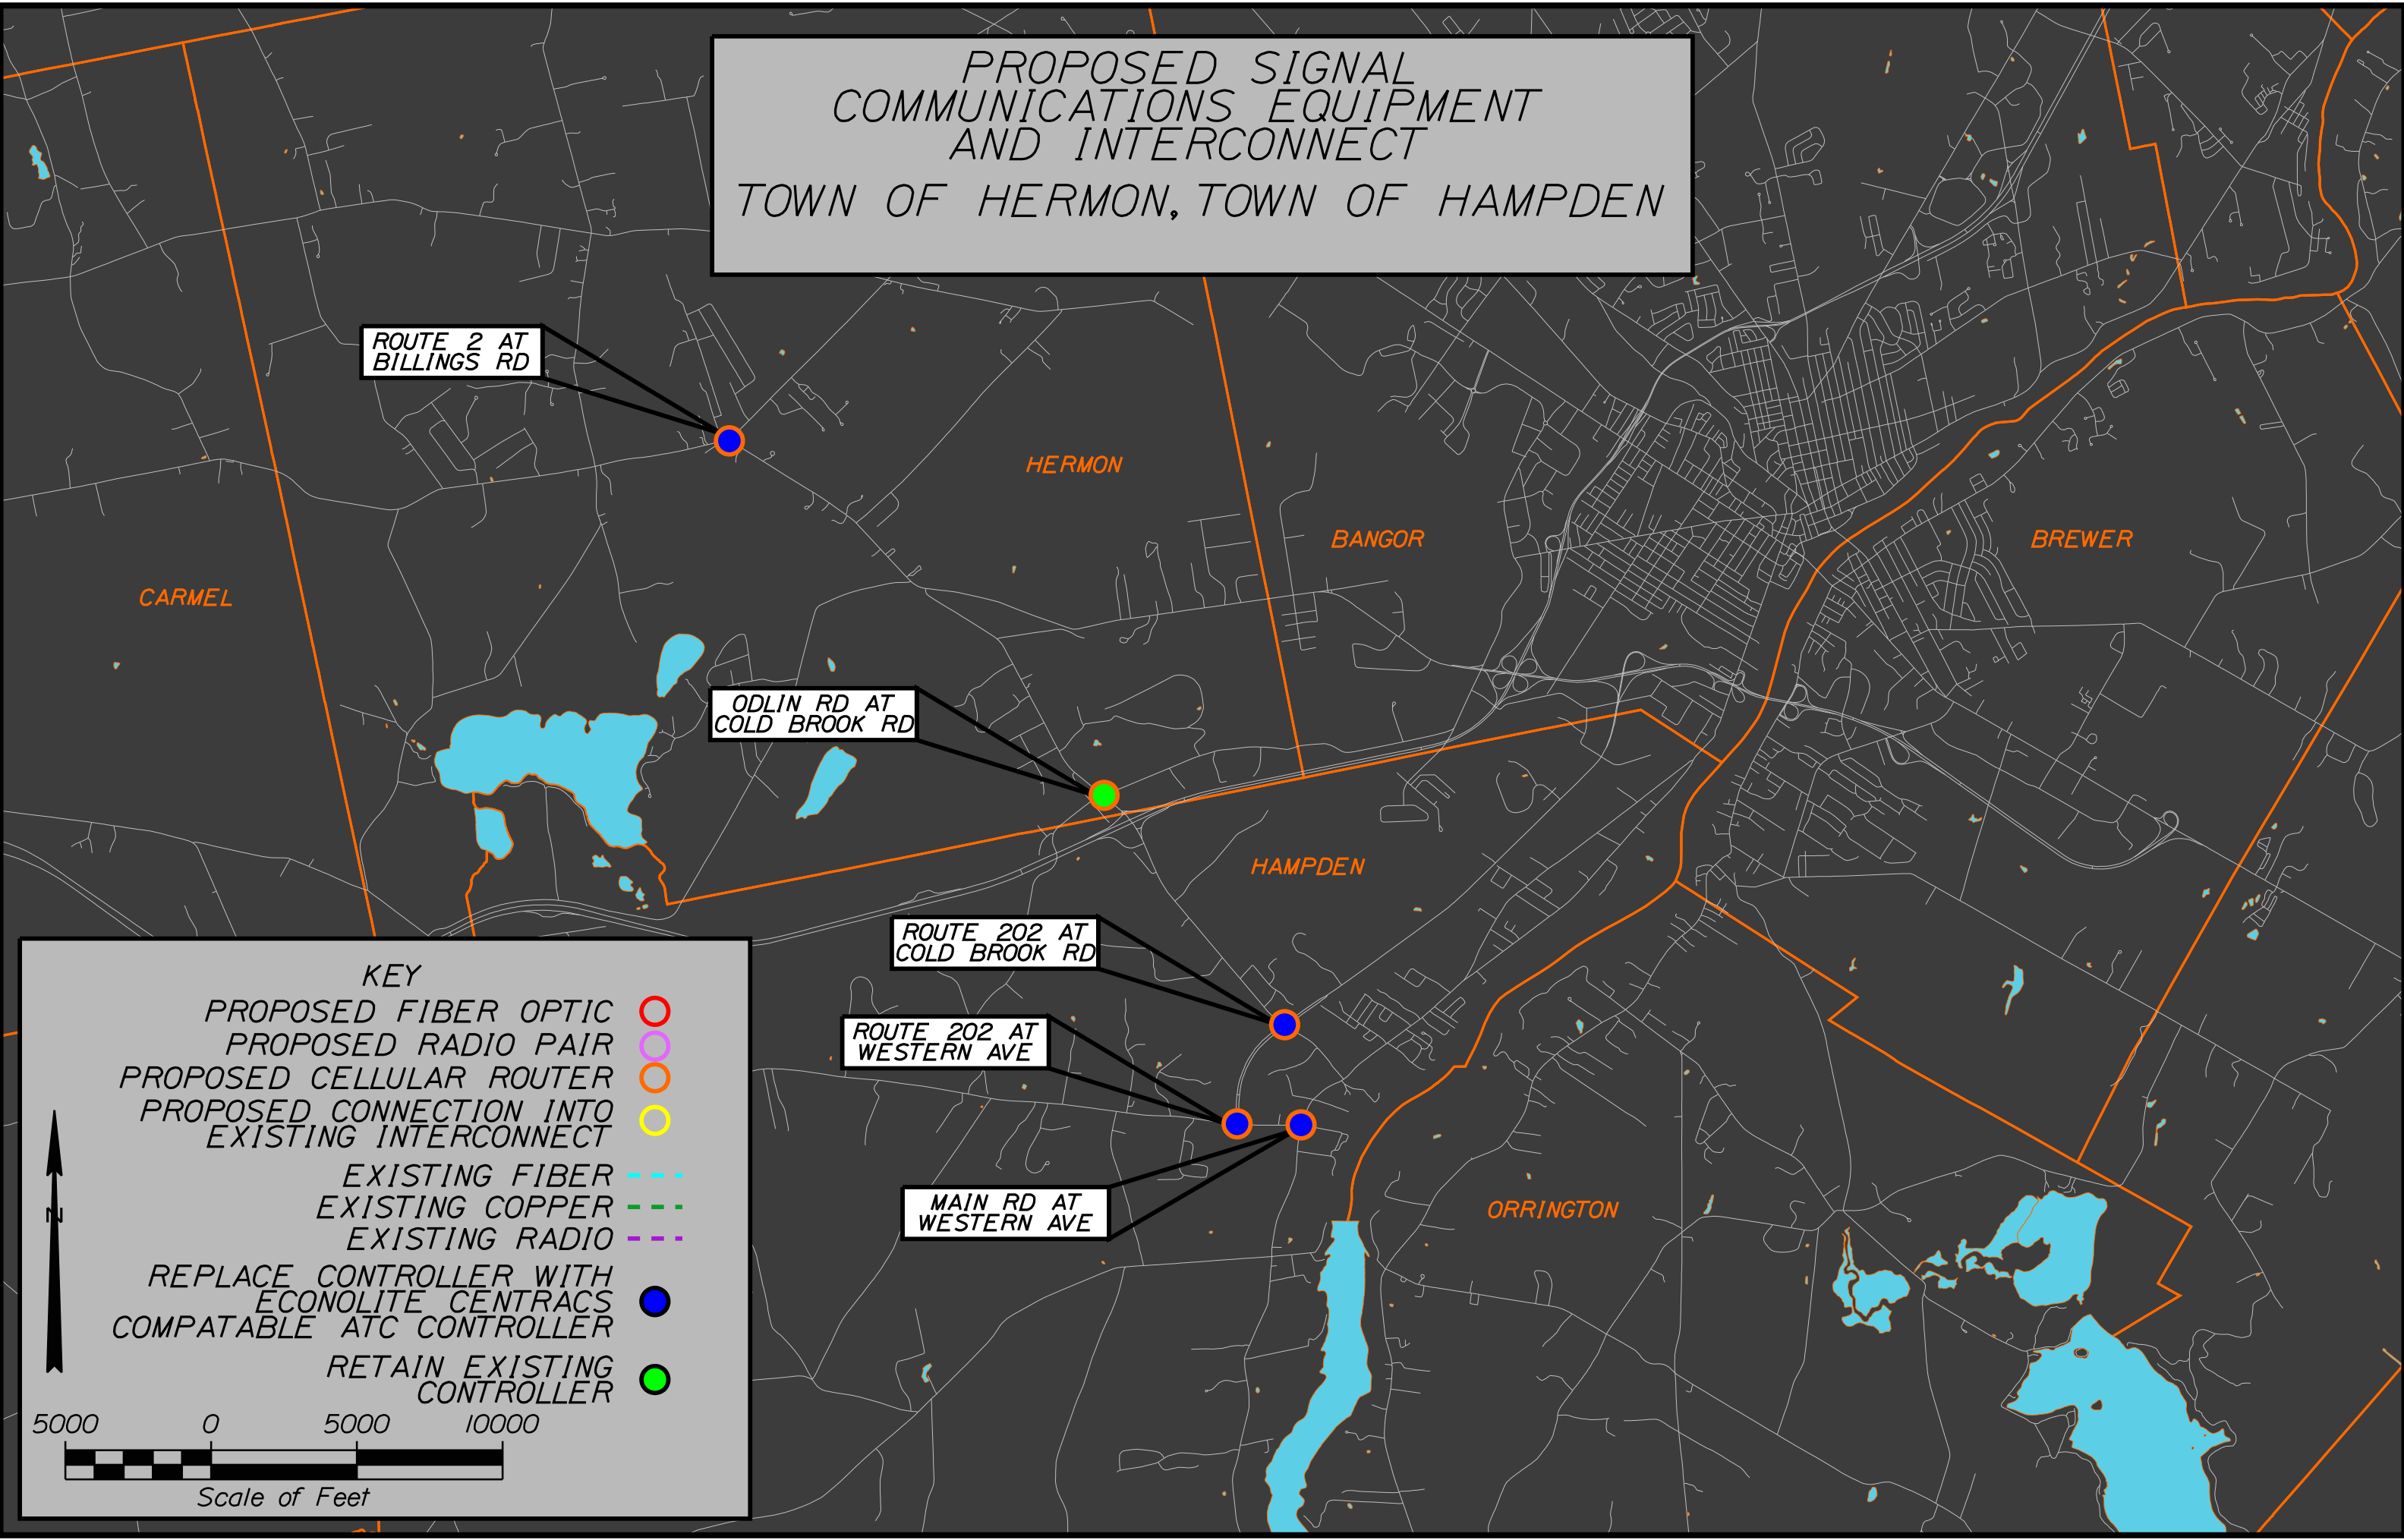 PROPOSED SIGNAL
COMMUNICATIONS EQUIPMENT
AND INTERCONNECT
TOWN OF HERMON, TOWN OF HAMPDEN
ROUTE 2 AT
BILLINGS RD
HERMON
BANGOR
BREWER
CARMEL
ODLIN RD AT
COLD BROOK RD
HAMPDEN
ROUTE 202 AT
COLD BROOK RD
ROUTE 202 AT
WESTERN AVE
MAIN RD AT
WESTERN AVE
ORRINGTON
KEY
PROPOSED FIBER OPTIC
PROPOSED RADIO PAIR
PROPOSED CELLULAR ROUTER
PROPOSED CONNECTION INTO
EXISTING INTERCONNECT
EXISTING FIBER
EXISTING COPPER
EXISTING RADIO
REPLACE CONTROLLER WITH
ECONOLITE CENTRACS
COMPATABLE ATC CONTROLLER
RETAIN EXISTING
CONTROLLER
N
5000 0 5000 10000
Scale of Feet